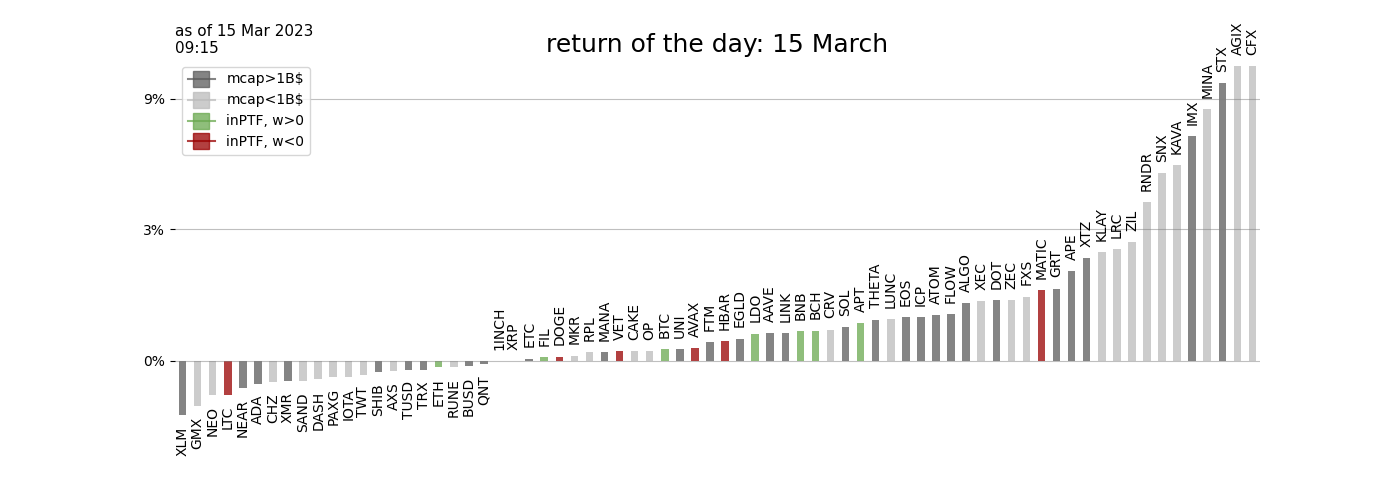 as of 15 Mar 2023
09:15
return of the day: 15 March
mcap>1B$
mcap<1B$
inPTF, w>0
inPTF, w<0
9%
3%
0%
XLM
GMX
NEO
LTC
NEAR
ADA
CHZ
XMR
SAND
DASH
PAXG
IOTA
TWT
SHIB
AXS
TUSD
TRX
ETH
RUNE
BUSD
QNT
1INCH
XRP
ETC
FIL
DOGE
MKR
RPL
MANA
VET
CAKE
OP
BTC
UNI
AVAX
FTM
HBAR
EGLD
LDO
AAVE
LINK
BNB
BCH
CRV
SOL
APT
THETA
LUNC
EOS
ICP
ATOM
FLOW
ALGO
XEC
DOT
ZEC
FXS
MATIC
GRT
APE
XTZ
KLAY
LRC
ZIL
RNDR
SNX
KAVA
IMX
MINA
STX
AGIX
CFX